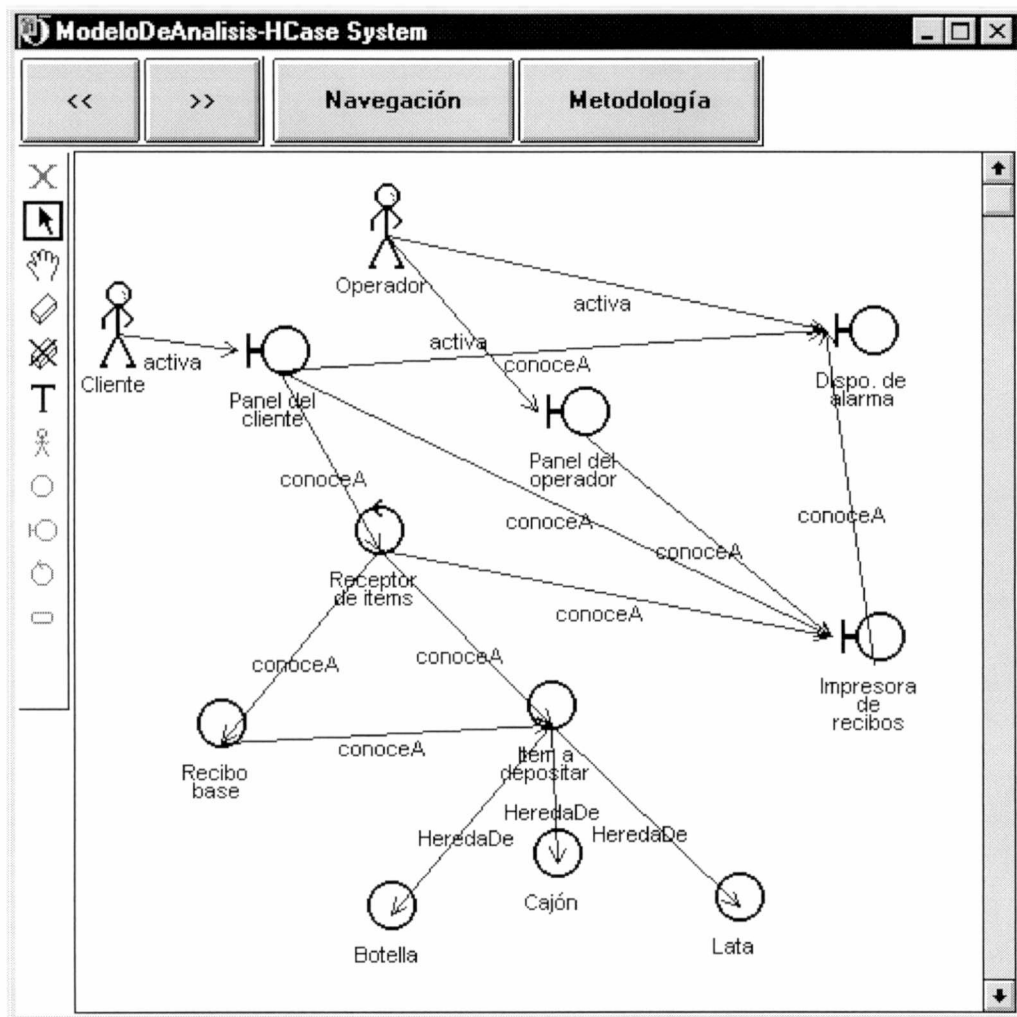 ModeloDeAnalisis-HCase System
<< >> Navegación Metodología
Operador
activa
activa
activa
Cliente
conoceA
Panel del
cliente
Dispo. de
alarma
Panel del
operador
conoceA
conoceA
conoceA
conoceA
Receptor
de items
conoceA
conoceA
conoceA
Impresora
de
recibos
conoceA
Recibo
base
Item a
depositar
HeredaDe
HeredaDe
HeredaDe
Cajón
Botella
Lata
T